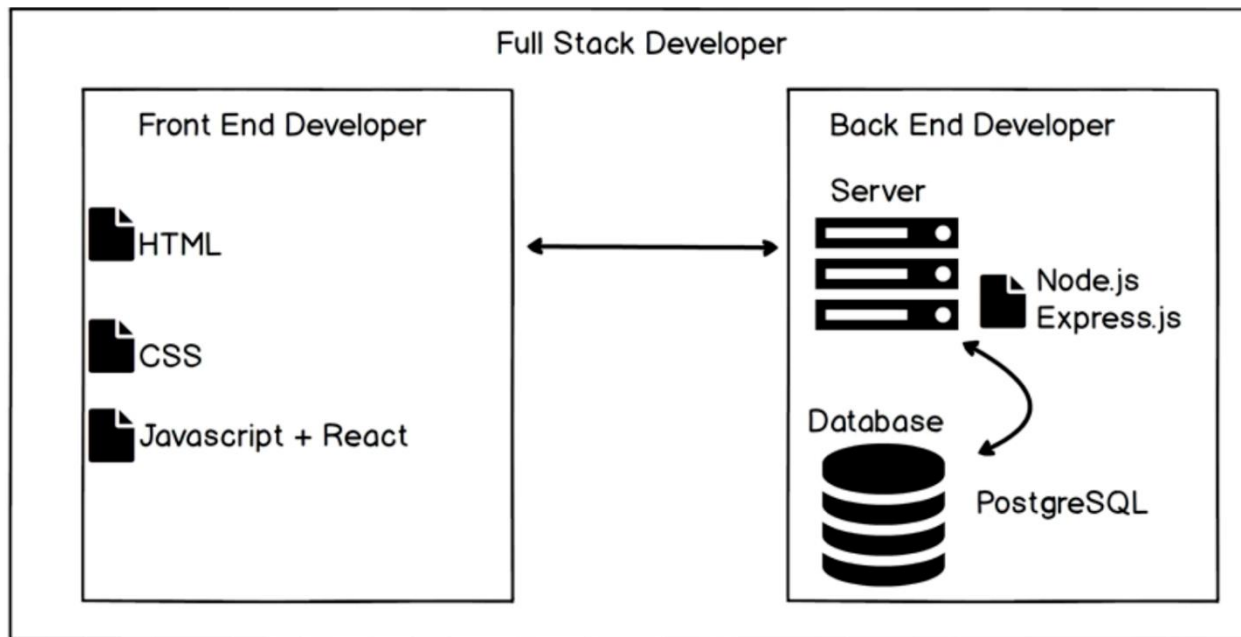 Full Stack Developer
Front End Developer
HTML
CSS
Javascript + React
Back End Developer
Server
Node.js
Express.js
Database
PostgreSQL